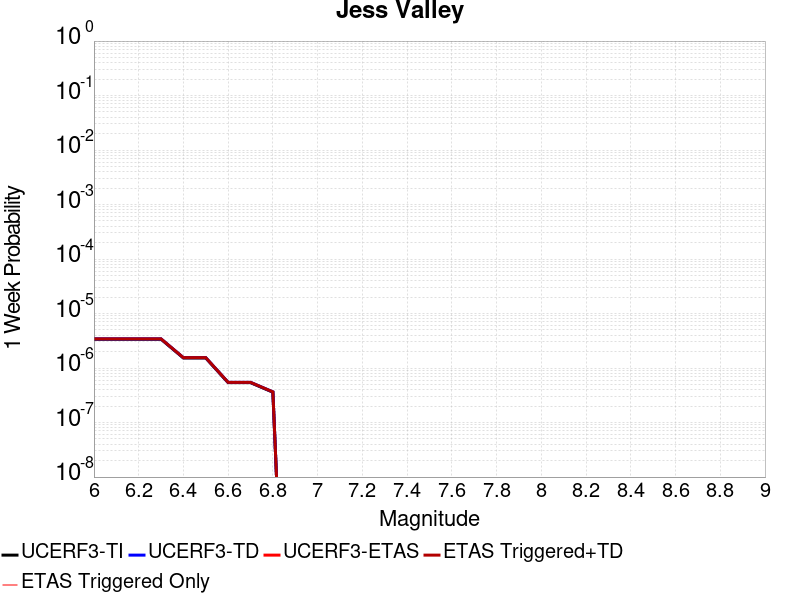 Jess Valley
1 Week Probability
10^0
10^-1
10^-2
10^-3
10^-4
10^-5
10^-6
10^-7
10^-8
6 6.2 6.4 6.6 6.8 7 7.2 7.4 7.6 7.8 8 8.2 8.4 8.6 8.8 9
Magnitude
UCERF3-TI UCERF3-TD UCERF3-ETAS ETAS Triggered+TD
ETAS Triggered Only